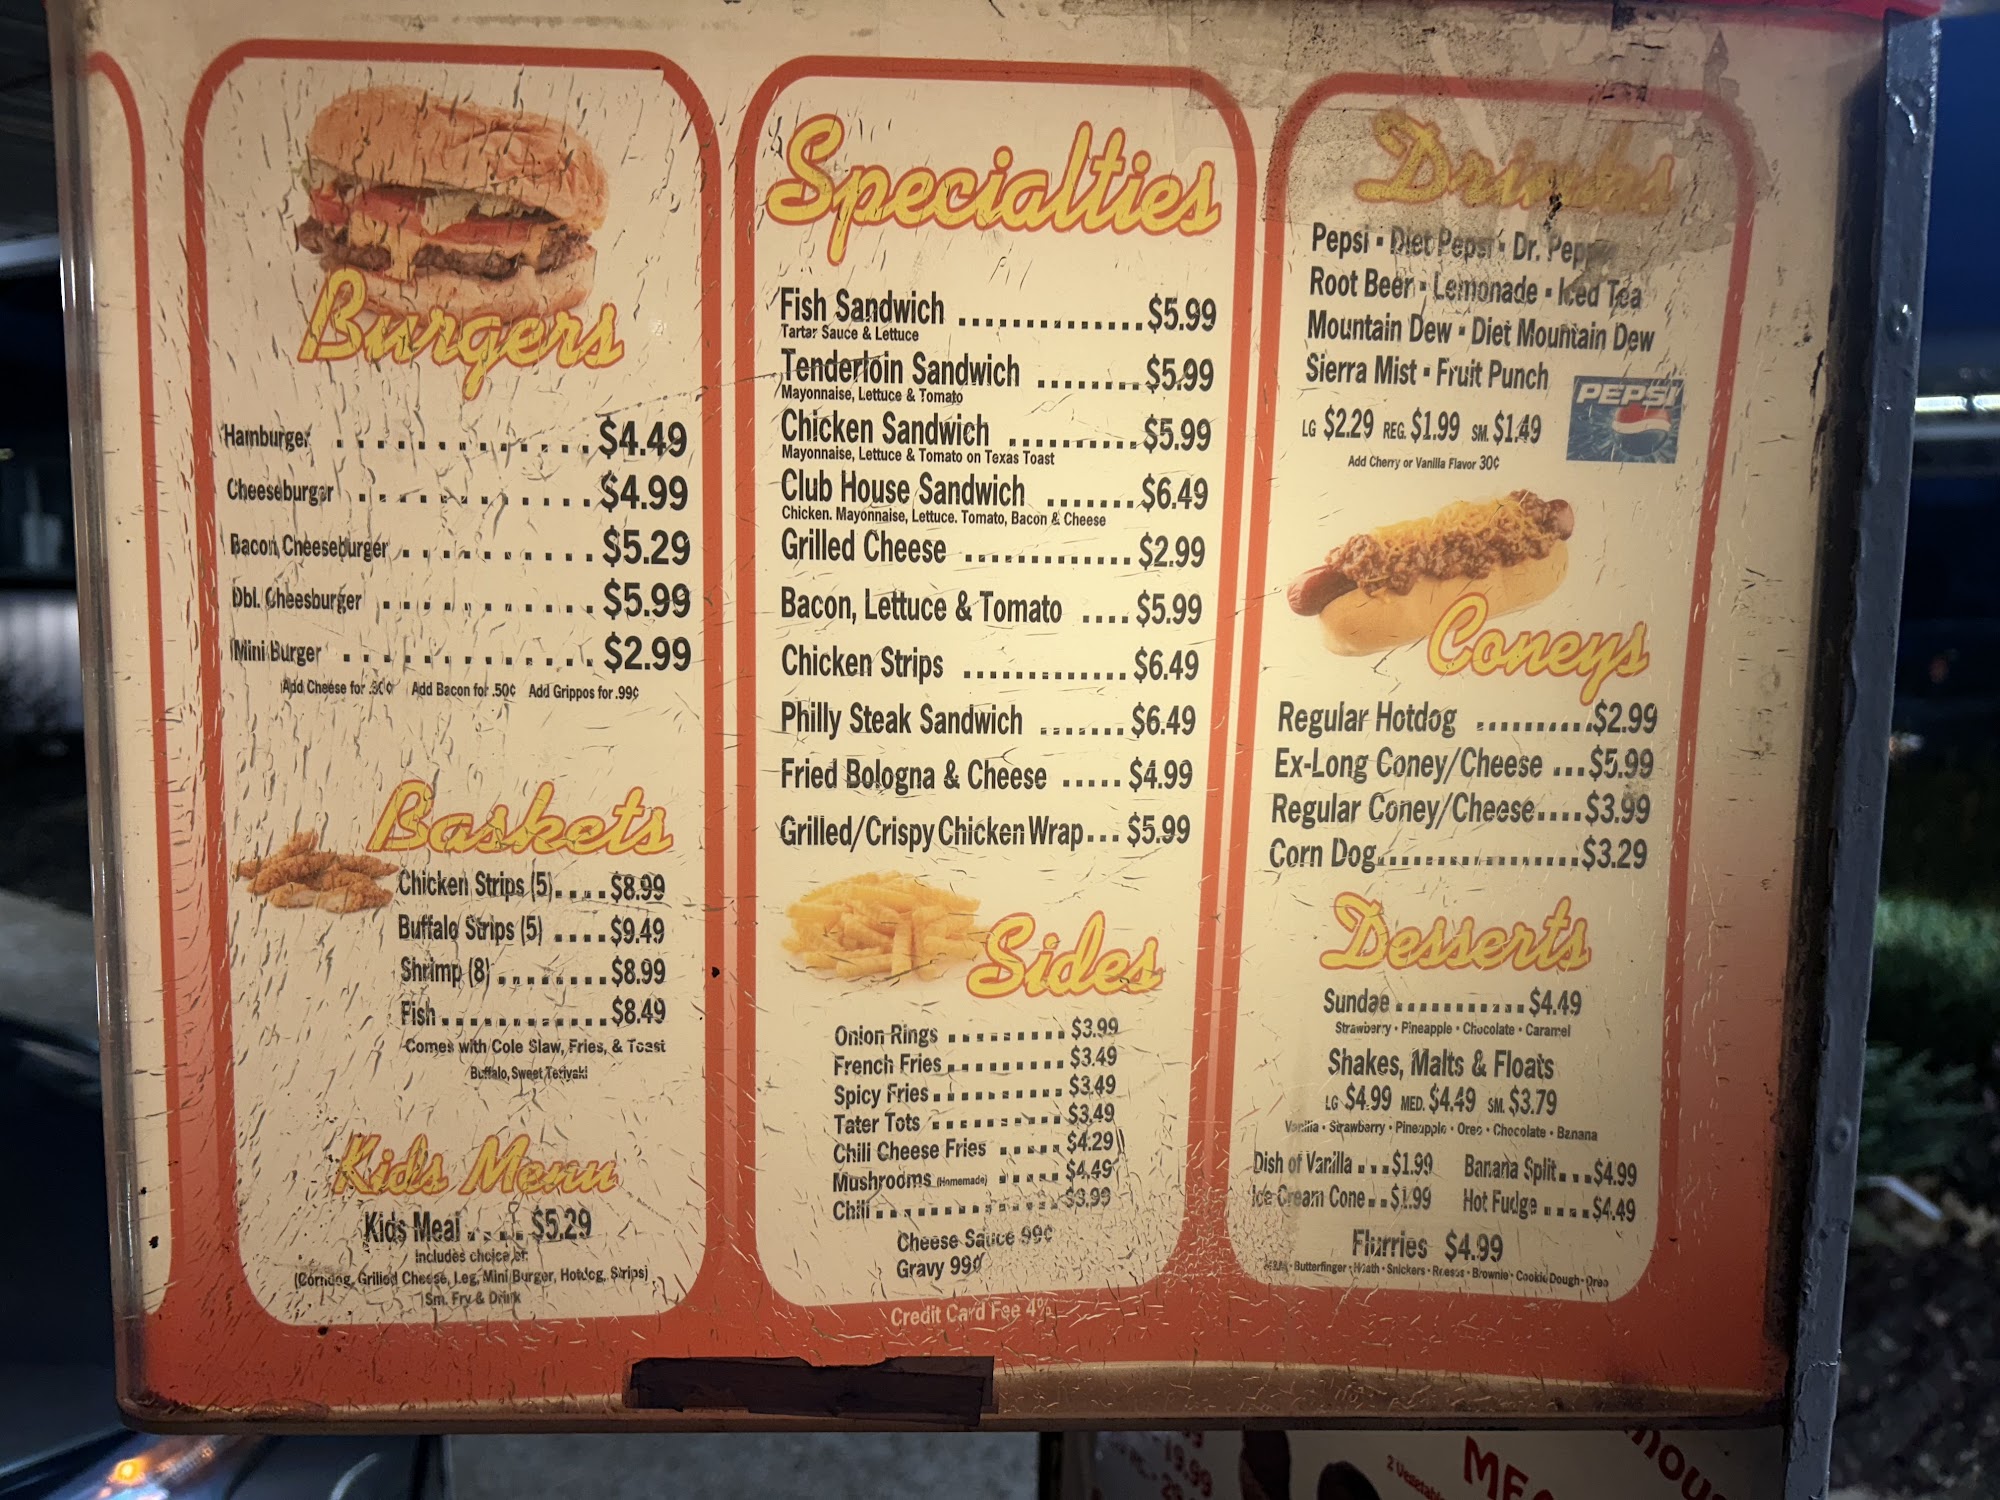 Burgers
Hamburger ............. $4.49
Cheeseburger ............ $4.99
Bacon Cheeseburger .......... $5.29
Dbl. Cheesburger .......... $5.99
Mini Burger ............. $2.99
Add Cheese for .30¢ Add Bacon for .50¢ Add Grippos for .99¢
Baskets
Chicken Strips (5).....$8.99
Buffalo Strips (5) ....$9.49
Shrimp (8).........$8.99
Fish.............$8.49
Comes with Cole Slaw, Fries, & Toast
Buffalo, Sweet Teriyaki
Kids Menu
Kids Meal .... $5.29
Includes choice of:
(Corndog, Grilled Cheese, Leg, Mini Burger, Hotdog, Strips)
Sm. Fry & Drink
Specialties
Fish Sandwich ..............$5.99
Tartar Sauce & Lettuce
Tenderloin Sandwich ........$5.99
Mayonnaise, Lettuce & Tomato
Chicken Sandwich ..........$5.99
Mayonnaise, Lettuce & Tomato on Texas Toast
Club House Sandwich .......$6.49
Chicken. Mayonnaise, Lettuce. Tomato, Bacon & Cheese
Grilled Cheese ............. $2.99
Bacon, Lettuce & Tomato ....$5.99
Chicken Strips .............$6.49
Philly Steak Sandwich .......$6.49
Fried Bologna & Cheese .....$4.99
Grilled/Crispy Chicken Wrap... $5.99
Sides
Onion Rings ......... $3.99
French Fries......... $3.49
Spicy Fries.......... $3.49
Tater Tots .......... $3.49
Chili Cheese Fries ..... $4.29
Mushrooms (Homemade) ..... $4.49
Chili.............. $3.99
Cheese Sauce 99¢
Gravy 99¢
Credit Card Fee 4%
Drinks
Pepsi • Diet Pepsi • Dr. Pepper
Root Beer • Lemonade • Iced Tea
Mountain Dew • Diet Mountain Dew
Sierra Mist • Fruit Punch
PEPSI
LG $2.29 REG. $1.99 SM. $1.49
Add Cherry or Vanilla Flavor 30¢
Coneys
Regular Hotdog ..........$2.99
Ex-Long Coney/Cheese ...$5.99
Regular Coney/Cheese....$3.99
Corn Dog.................$3.29
Desserts
Sundae ...........$4.49
Strawberry • Pineapple • Chocolate • Caramel
Shakes, Malts & Floats
LG $4.99 MED. $4.49 SM. $3.79
Vanilla • Strawberry • Pineapple • Oreo • Chocolate • Banana
Dish of Vanilla ...$1.99 Banana Split...$4.99
Ice Cream Cone..$1.99 Hot Fudge ....$4.49
Flurries $4.99
M&M • Butterfinger • Heath • Snickers • Reeses • Brownie • Cookie Dough • Oreo
19.99
2